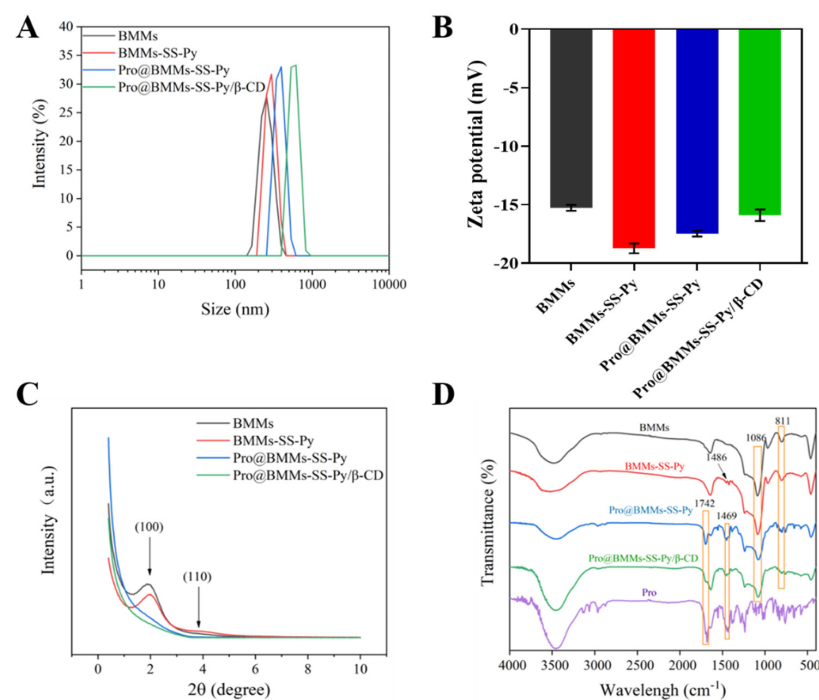 A
BMMs
BMMs-SS-Py
Pro@BMMs-SS-Py
Pro@BMMs-SS-Py/β-CD
40
35
30
25
20
15
10
5
0
Intensity (%)
1
10
100
1000
10000
Size (nm)
B
0
-5
-10
-15
-20
Zeta potential (mV)
BMMs
BMMs-SS-Py
Pro@BMMs-SS-Py
Pro@BMMs-SS-Py/β-CD
C
BMMs
BMMs-SS-Py
Pro@BMMs-SS-Py
Pro@BMMs-SS-Py/β-CD
(100)
(110)
Intensity (a.u.)
0
2
4
6
8
10
2θ (degree)
D
BMMs
1086
811
BMMs-SS-Py
1486
1742
1469
Pro@BMMs-SS-Py
Pro@BMMs-SS-Py/β-CD
Pro
Transmittance (%)
4000
3500
3000
2500
2000
1500
1000
500
Wavelengh (cm⁻¹)